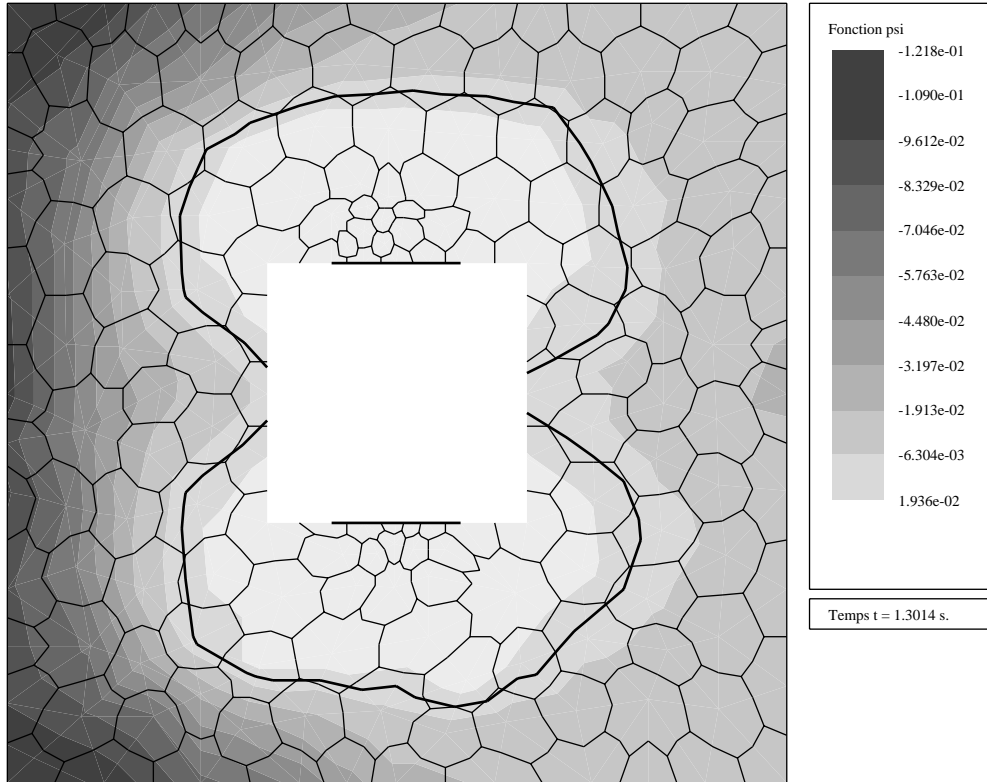 Fonction psi
-1.218e-01
-1.090e-01
-9.612e-02
-8.329e-02
-7.046e-02
-5.763e-02
-4.480e-02
-3.197e-02
-1.913e-02
-6.304e-03
1.936e-02
Temps t = 1.3014 s.